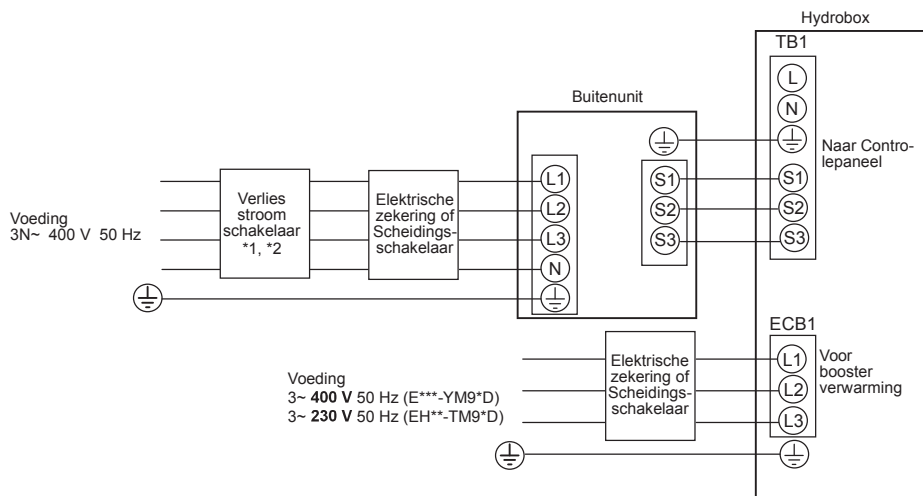 Hydrobox
TB1
L
N
Buitenunit
Naar Contro-
lepaneel
Voeding
3N~ 400 V 50 Hz
Verlies
stroom
schakelaar
*1, *2
Elektrische
zekering of
Scheidings-
schakelaar
L1
L2
L3
N
S1
S2
S3
S1
S2
S3
ECB1
Voeding
3~ 400 V 50 Hz (E***-YM9*D)
3~ 230 V 50 Hz (EH**-TM9*D)
Elektrische
zekering of
Scheidings-
schakelaar
L1
L2
L3
Voor
booster
verwarming